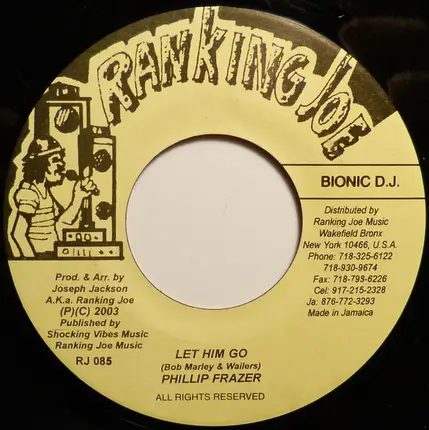 RANKING JOE
BIONIC D.J.
Distributed by
Ranking Joe Music
Wakefield Bronx
New York 10466, U.S.A.
Phone: 718-325-6122
718-930-9674
Fax: 718-798-6226
Cel: 917-215-2328
Ja: 876-772-3293
Made in Jamaica
Prod. & Arr. by
Joseph Jackson
A.K.a. Ranking Joe
(P)(C) 2003
Published by
Shocking Vibes Music
Ranking Joe Music
RJ 085
LET HIM GO
(Bob Marley & Wailers)
PHILLIP FRAZER
ALL RIGHTS RESERVED